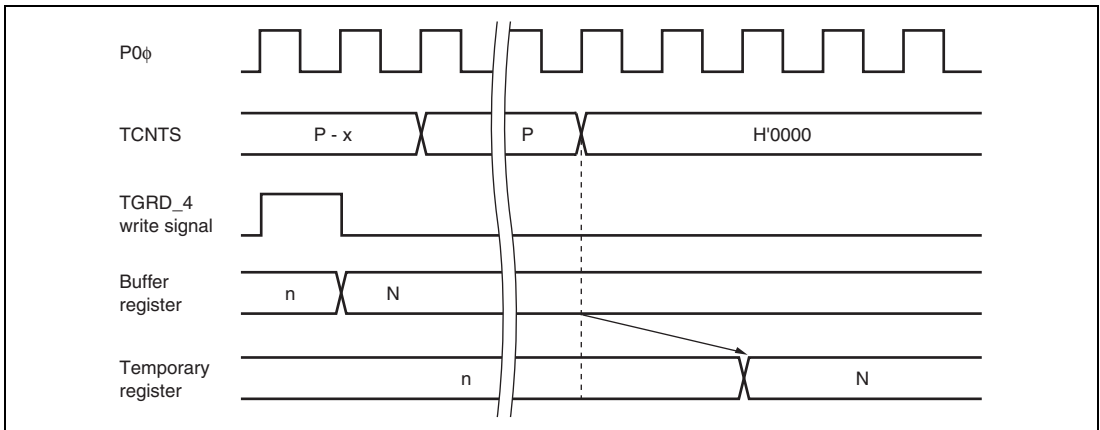 P0ϕ
TCNTS
P - x
P
H'0000
TGRD_4
write signal
Buffer
register
n
N
Temporary
register
n
N